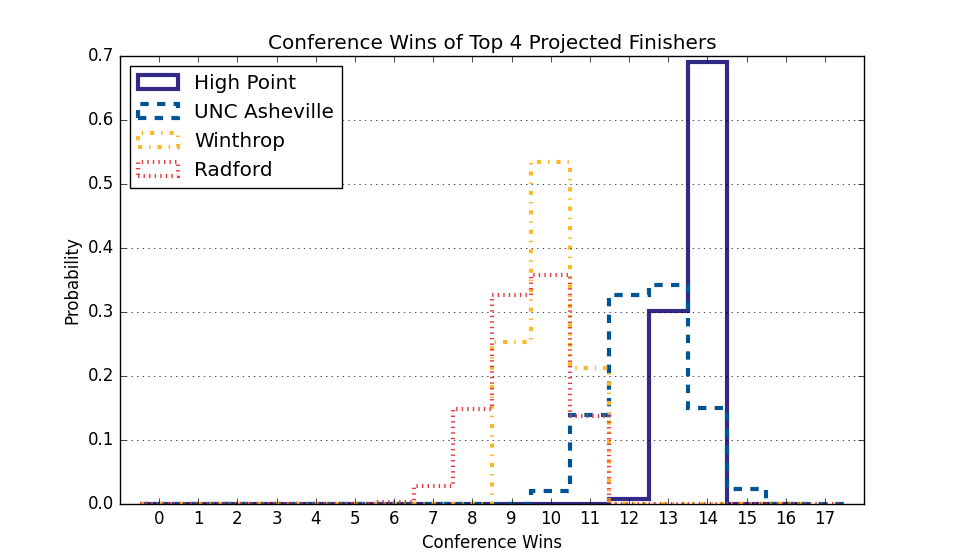 Conference Wins of Top 4 Projected Finishers
High Point
UNC Asheville
Winthrop
Radford
Probability
0.7
0.6
0.5
0.4
0.3
0.2
0.1
0.0
0 1 2 3 4 5 6 7 8 9 10 11 12 13 14 15 16 17
Conference Wins